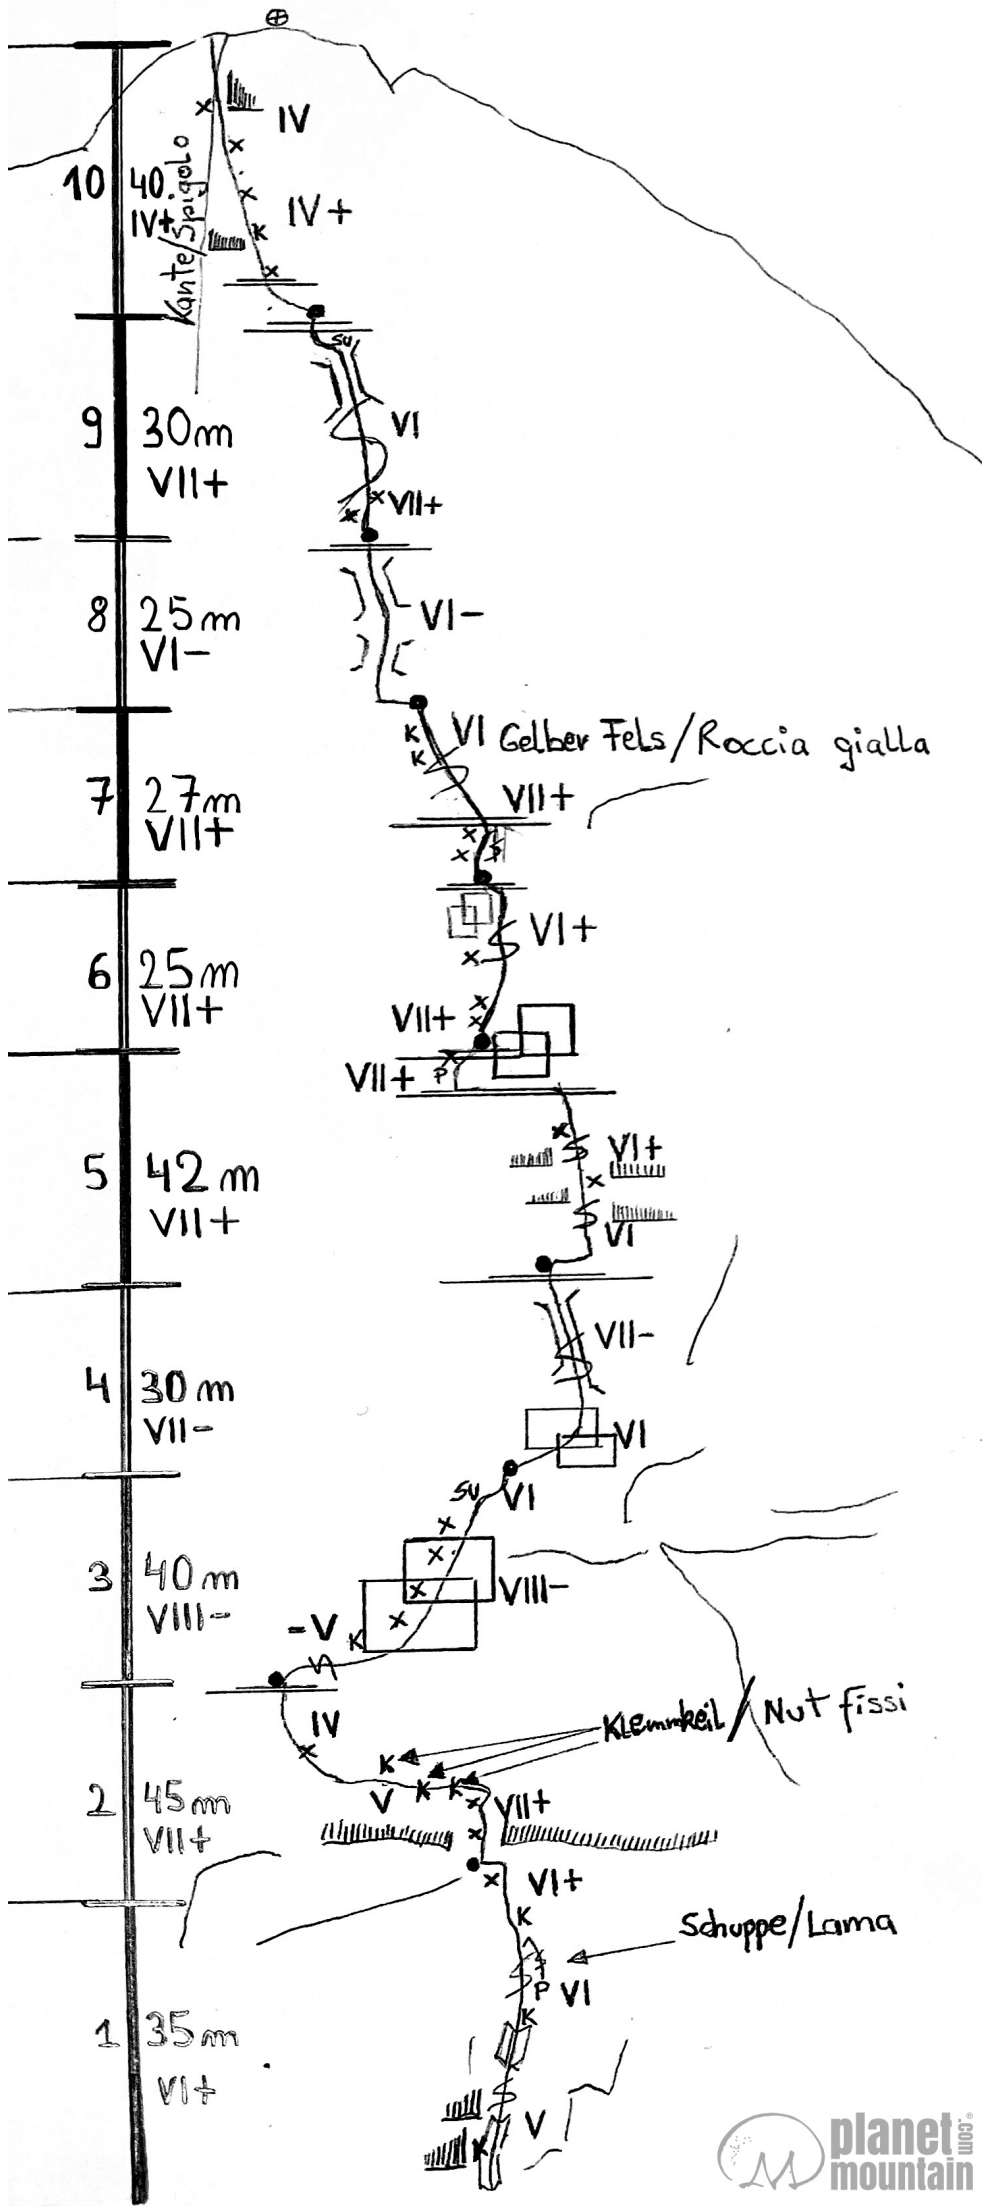 IV
10 40.
IV+
IV+
K
Kante/Spigolo
SU
VI
9 30m
VII+
VII+
8 25m
VI-
VI-
K
K
VI Gelber Fels/Roccia gialla
7 27m
VII+
VII+
P
VI+
6 25m
VII+
VII+
VII+
P
VI+
5 42m
VII+
VI
VII-
4 30m
VII-
VI
SU VI
3 40m
VIII-
VIII-
-V
K
IV
Klemmkeil/Nut fissi
K
K
K
V
2 45m
VII+
VII+
VI+
K
Schuppe/Lama
P VI
K
1 35m
VI+
V
K
planet
mountain
.com